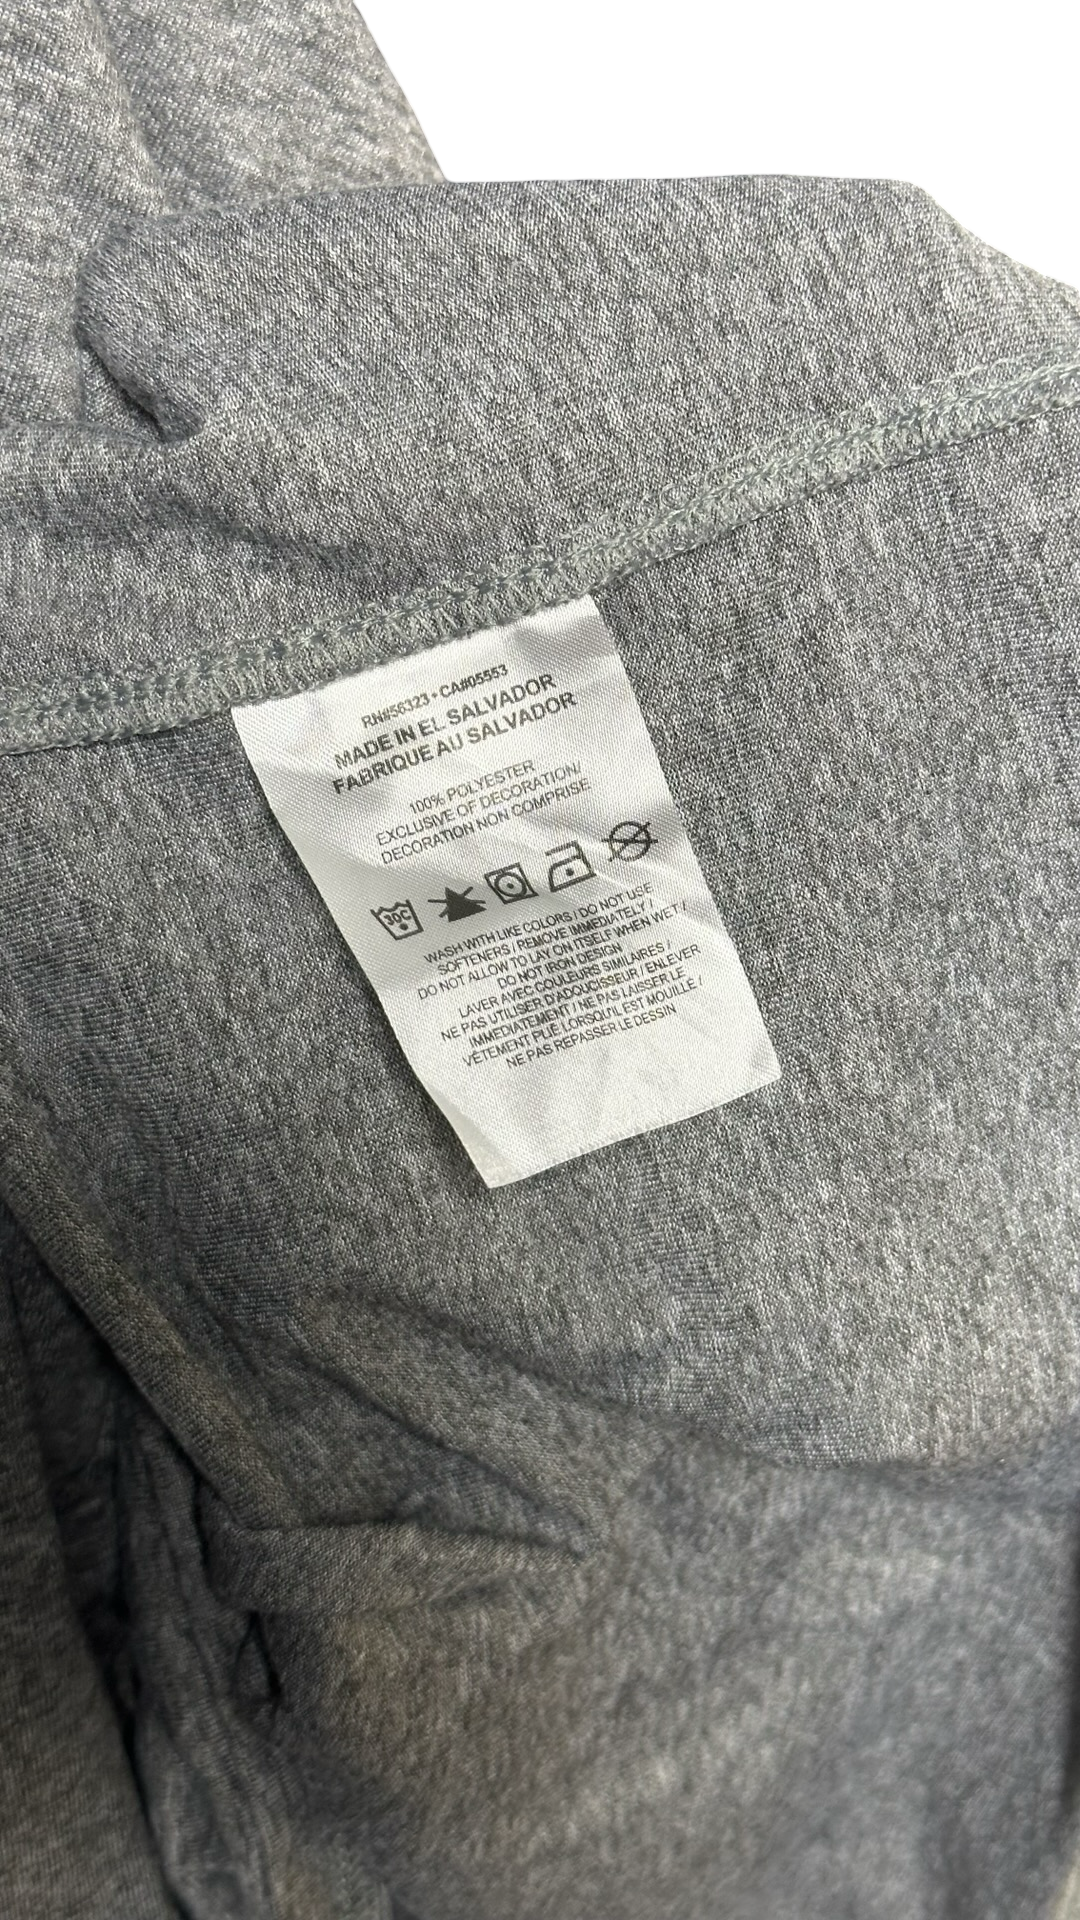 RN#56323 • CA#05553
MADE IN EL SALVADOR
FABRIQUE AU SALVADOR
100% POLYESTER
EXCLUSIVE OF DECORATION/
DECORATION NON COMPRISE
30C
WASH WITH LIKE COLORS / DO NOT USE
SOFTENERS / REMOVE IMMEDIATELY /
DO NOT ALLOW TO LAY ON ITSELF WHEN WET /
DO NOT IRON DESIGN
LAVER AVEC COULEURS SIMILAIRES /
NE PAS UTILISER D'ADOUCISSEUR / ENLEVER
IMMEDIATEMENT / NE PAS LAISSER LE
VÊTEMENT PLIÉ LORSQU'IL EST MOUILLE /
NE PAS REPASSER LE DESSIN